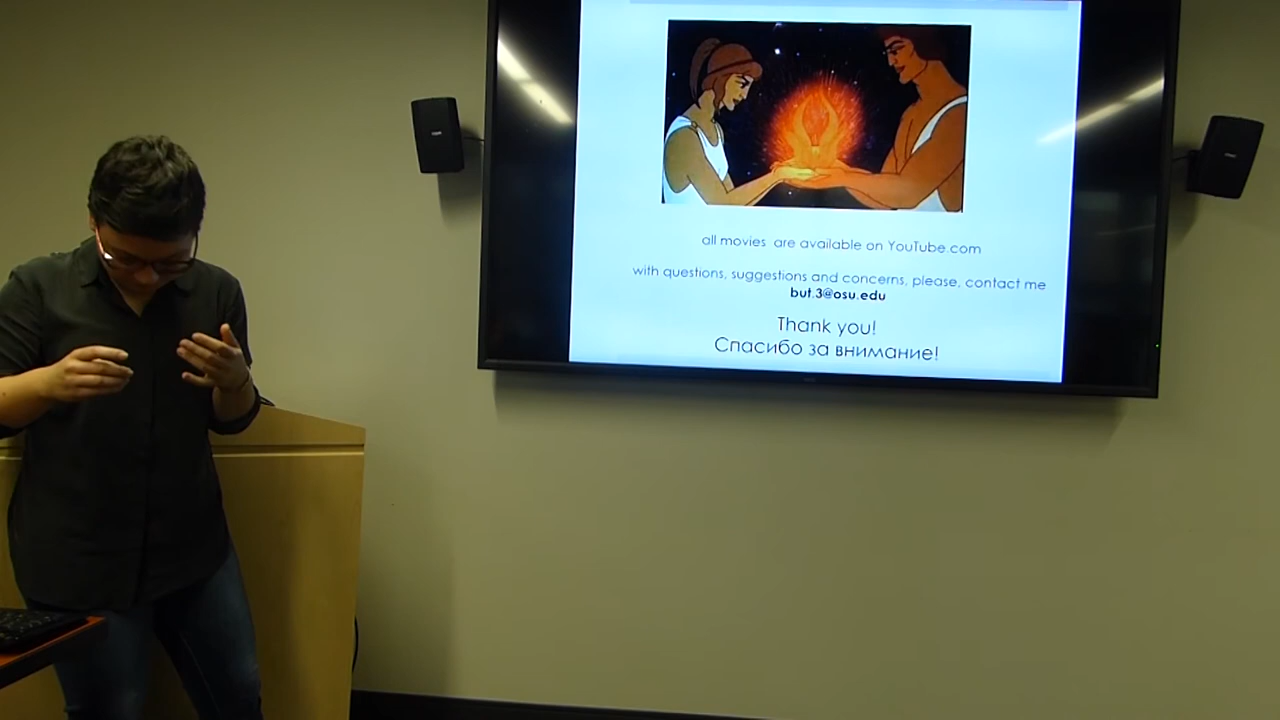 all movies are available on YouTube.com
with questions, suggestions and concerns, please, contact me
but.3@osu.edu
Thank you!
Спасибо за внимание!